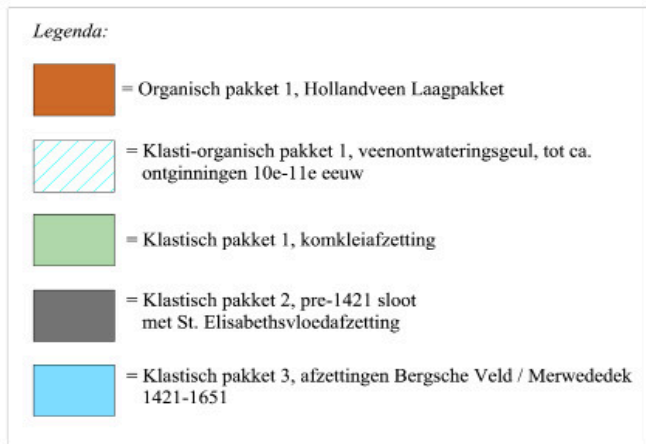 Legenda:
= Organisch pakket 1, Hollandveen Laagpakket
= Klasti-organisch pakket 1, veenontwateringsgeul, tot ca.
ontginningen 10e-11e eeuw
= Klastisch pakket 1, komkleiafzetting
= Klastisch pakket 2, pre-1421 sloot
met St. Elisabethsvloedafzetting
= Klastisch pakket 3, afzettingen Bergsche Veld / Merwededek
1421-1651